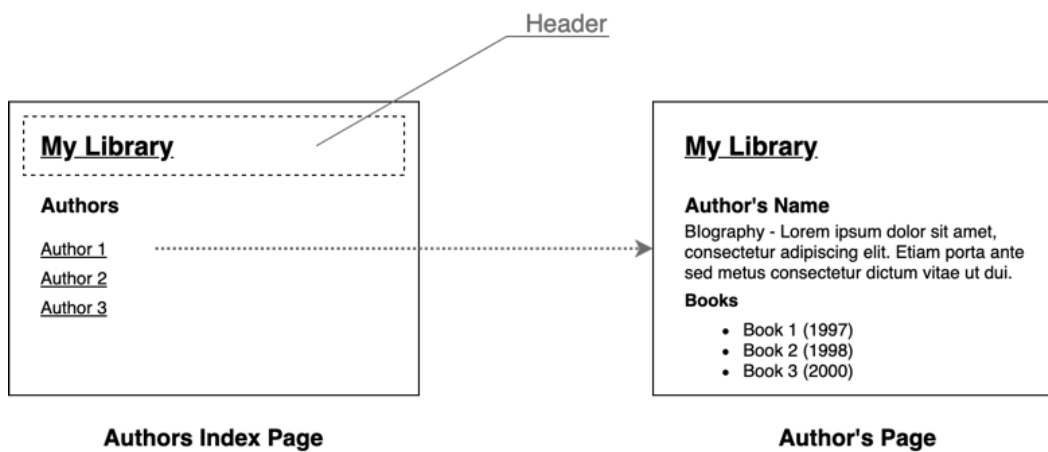 Header
My Library
Authors
Author 1
Author 2
Author 3
Authors Index Page
My Library
Author's Name
BIography - Lorem ipsum dolor sit amet,
consectetur adipiscing elit. Etiam porta ante
sed metus consectetur dictum vitae ut dui.
Books
• Book 1 (1997)
• Book 2 (1998)
• Book 3 (2000)
Author's Page